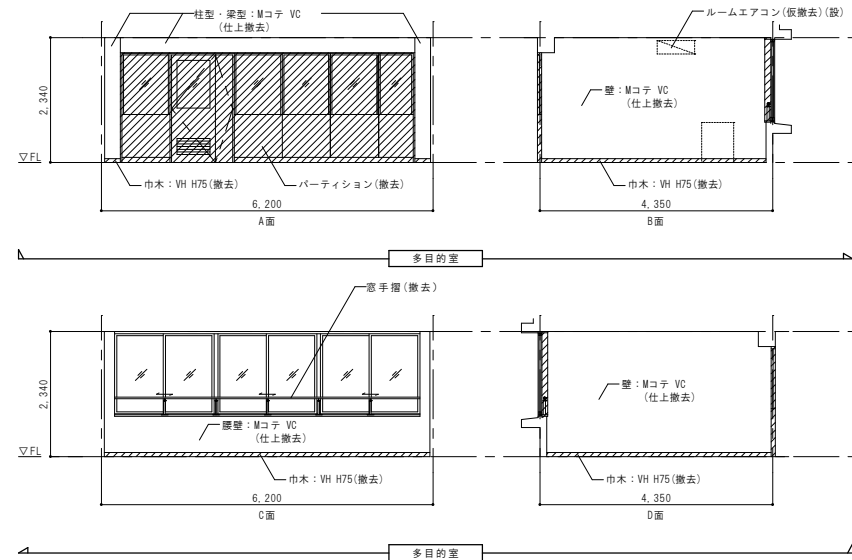 柱型・梁型：Mコテ VC
(仕上撤去)
ルームエアコン(仮撤去)(設)
2,340
壁：Mコテ VC
(仕上撤去)
▽FL
巾木：VH H75(撤去)
パーティション(撤去)
巾木：VH H75(撤去)
6,200
4,350
A面
B面
多目的室
窓手摺(撤去)
2,340
壁：Mコテ VC
(仕上撤去)
腰壁：Mコテ VC
(仕上撤去)
▽FL
巾木：VH H75(撤去)
巾木：VH H75(撤去)
6,200
4,350
C面
D面
多目的室